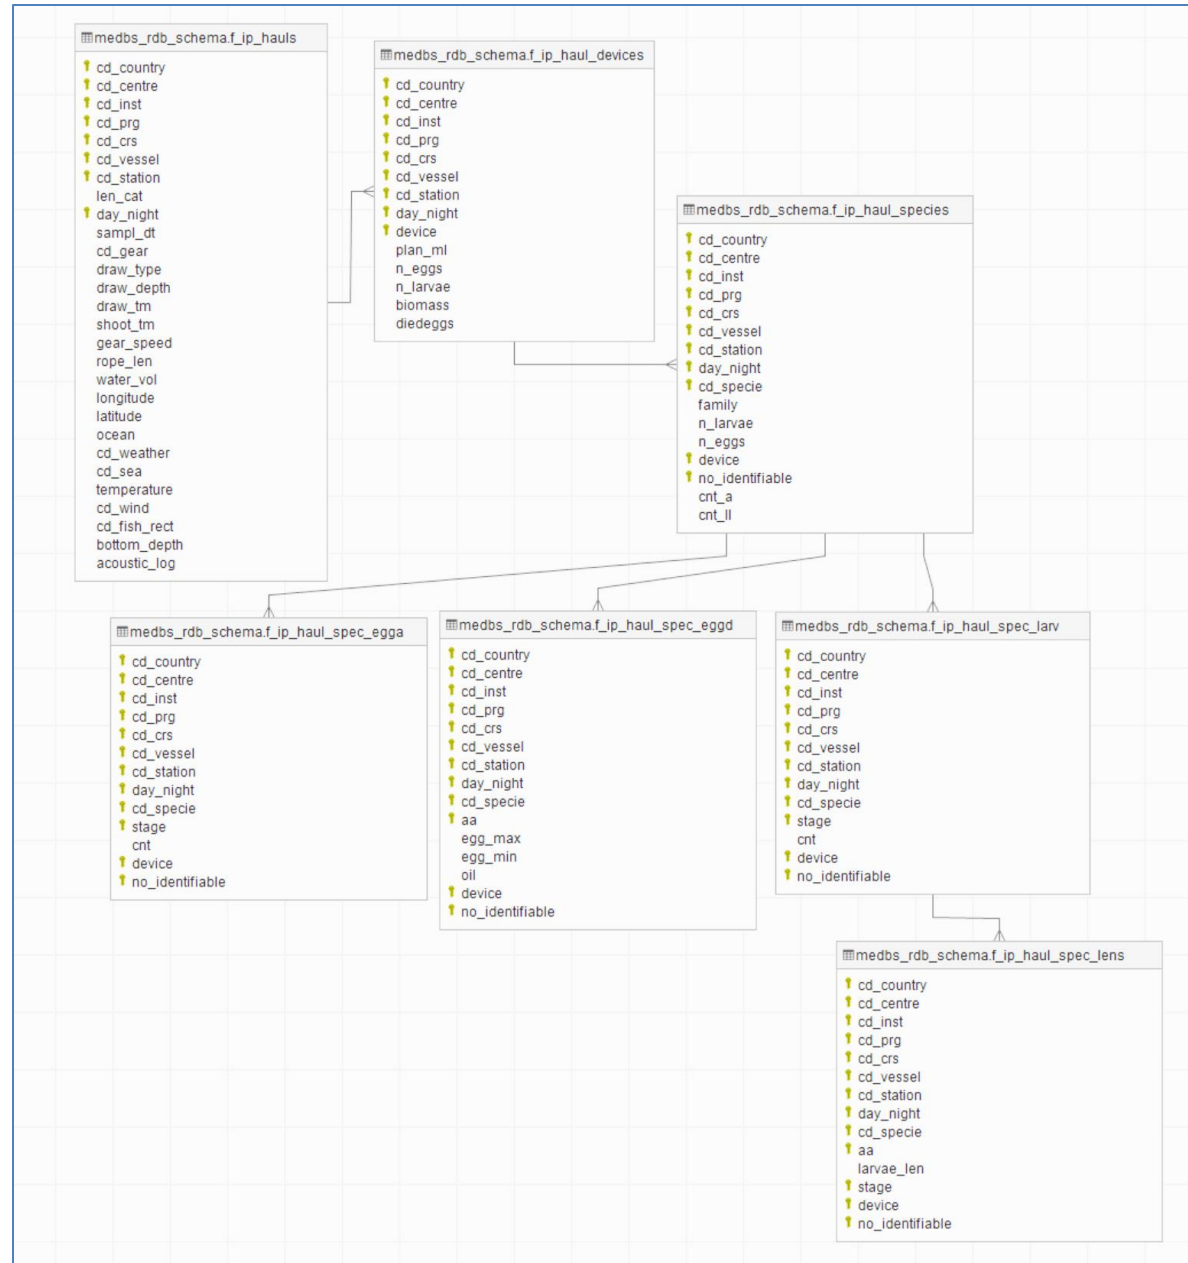 medbs_rdb_schema.f_ip_hauls
cd_country
cd_centre
cd_inst
cd_prg
cd_crs
cd_vessel
cd_station
len_cat
day_night
sampl_dt
cd_gear
draw_type
draw_depth
draw_tm
shoot_tm
gear_speed
rope_len
water_vol
longitude
latitude
ocean
cd_weather
cd_sea
temperature
cd_wind
cd_fish_rect
bottom_depth
acoustic_log
medbs_rdb_schema.f_ip_haul_devices
cd_country
cd_centre
cd_inst
cd_prg
cd_crs
cd_vessel
cd_station
day_night
device
plan_ml
n_eggs
n_larvae
biomass
diedeggs
medbs_rdb_schema.f_ip_haul_species
cd_country
cd_centre
cd_inst
cd_prg
cd_crs
cd_vessel
cd_station
day_night
cd_specie
family
n_larvae
n_eggs
device
no_identifiable
cnt_a
cnt_ll
medbs_rdb_schema.f_ip_haul_spec_egga
cd_country
cd_centre
cd_inst
cd_prg
cd_crs
cd_vessel
cd_station
day_night
cd_specie
stage
cnt
device
no_identifiable
medbs_rdb_schema.f_ip_haul_spec_eggd
cd_country
cd_centre
cd_inst
cd_prg
cd_crs
cd_vessel
cd_station
day_night
cd_specie
aa
egg_max
egg_min
oil
device
no_identifiable
medbs_rdb_schema.f_ip_haul_spec_larv
cd_country
cd_centre
cd_inst
cd_prg
cd_crs
cd_vessel
cd_station
day_night
cd_specie
stage
cnt
device
no_identifiable
medbs_rdb_schema.f_ip_haul_spec_lens
cd_country
cd_centre
cd_inst
cd_prg
cd_crs
cd_vessel
cd_station
day_night
cd_specie
aa
larvae_len
stage
device
no_identifiable